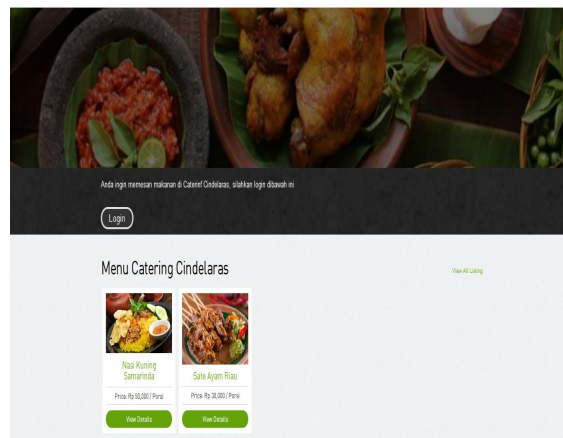 Anda ingin memesan makanan di Caterinf Cindelaras, silahkan login dibawah ini
Login
Menu Catering Cindelaras
View All Listing
Nasi Kuning
Samarinda
Price: Rp 50,000 / Porsi
View Details
Sate Ayam Riau
Price: Rp 30,000 / Porsi
View Details